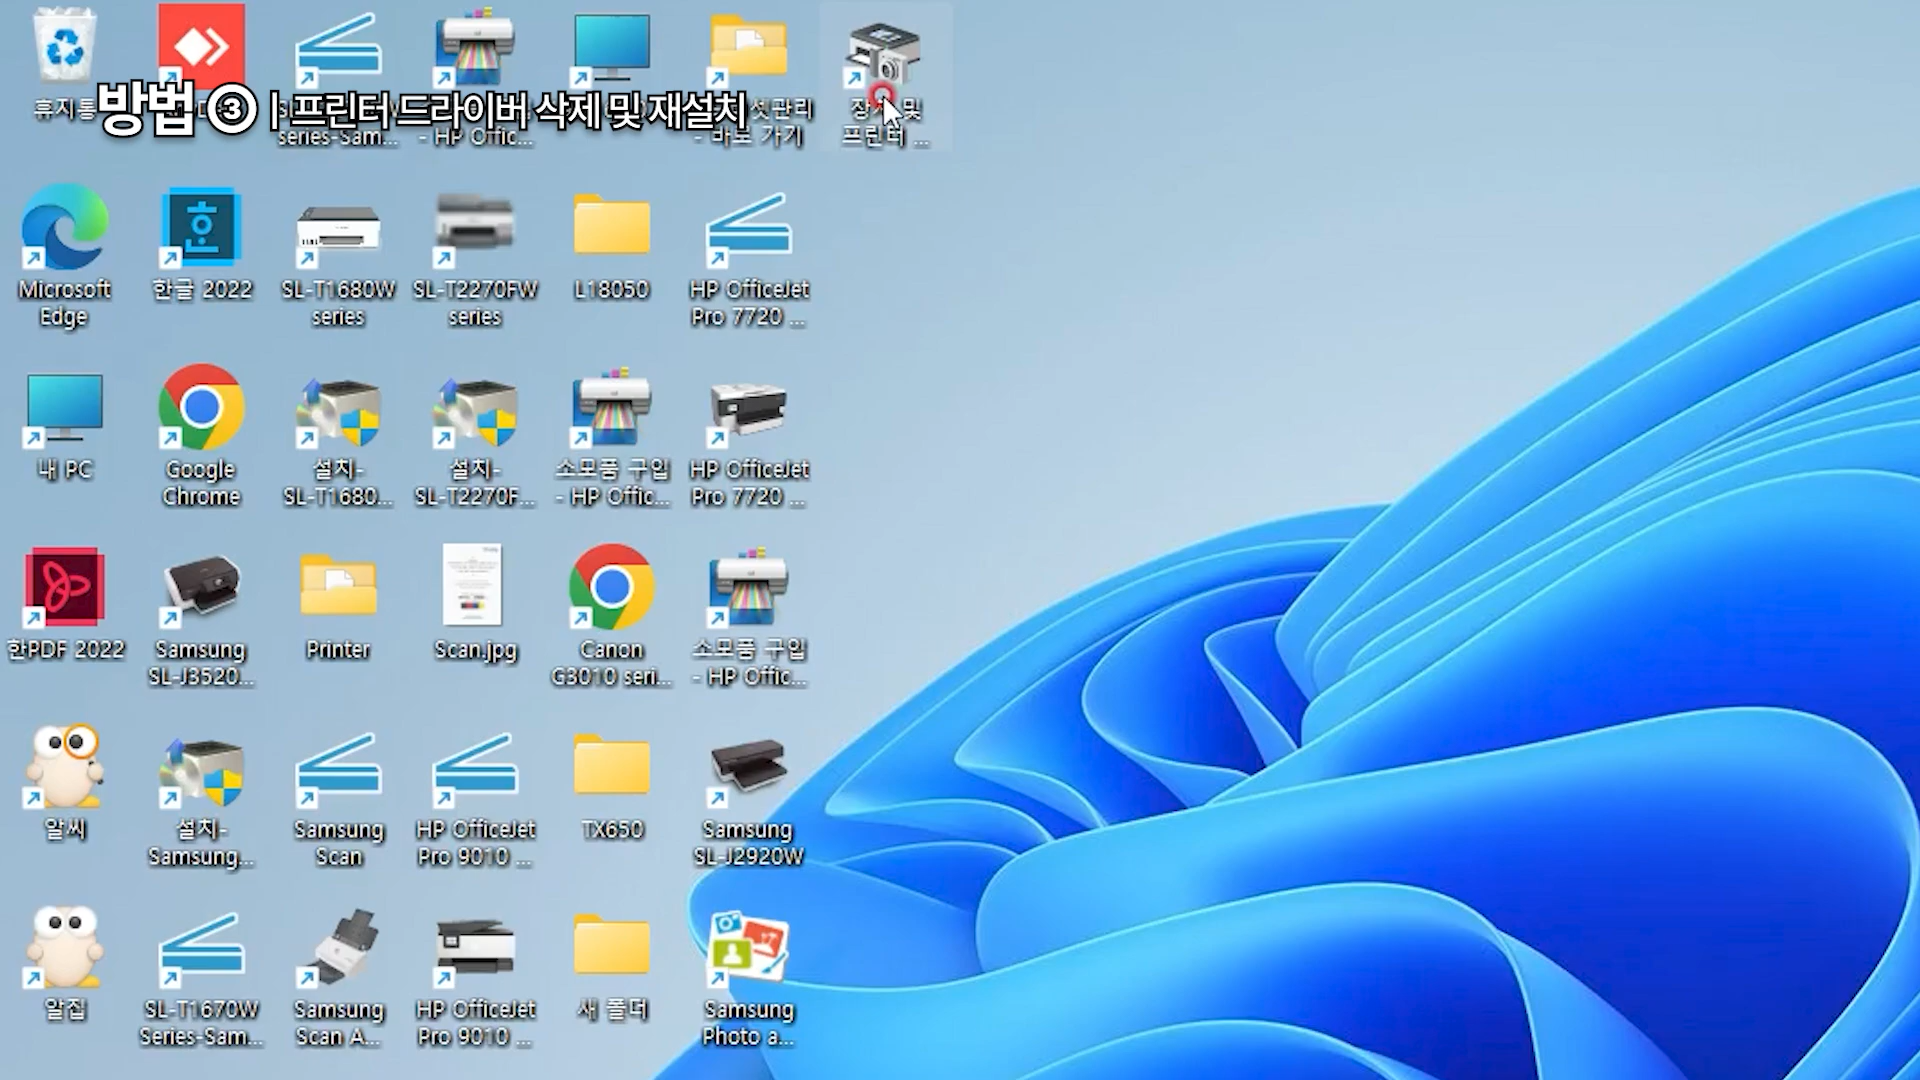 휴지통
방법 ③ | 프린터 드라이버 삭제 및 재설치
series-Sam...
- HP Offic...
- 바로 가기
장치 및
프린터 ...
Microsoft
Edge
한글 2022
SL-T1680W
series
SL-T2270FW
series
L18050
HP OfficeJet
Pro 7720 ...
내 PC
Google
Chrome
설치-
SL-T1680...
설치-
SL-T2270F...
소모품 구입
- HP Offic...
HP OfficeJet
Pro 7720 ...
한PDF 2022
Samsung
SL-J3520...
Printer
Scan.jpg
Canon
G3010 seri...
소모품 구입
- HP Offic...
알씨
설치-
Samsung...
Samsung
Scan
HP OfficeJet
Pro 9010 ...
TX650
Samsung
SL-J2920W
알집
SL-T1670W
Series-Sam...
Samsung
Scan A...
HP OfficeJet
Pro 9010 ...
새 폴더
Samsung
Photo a...